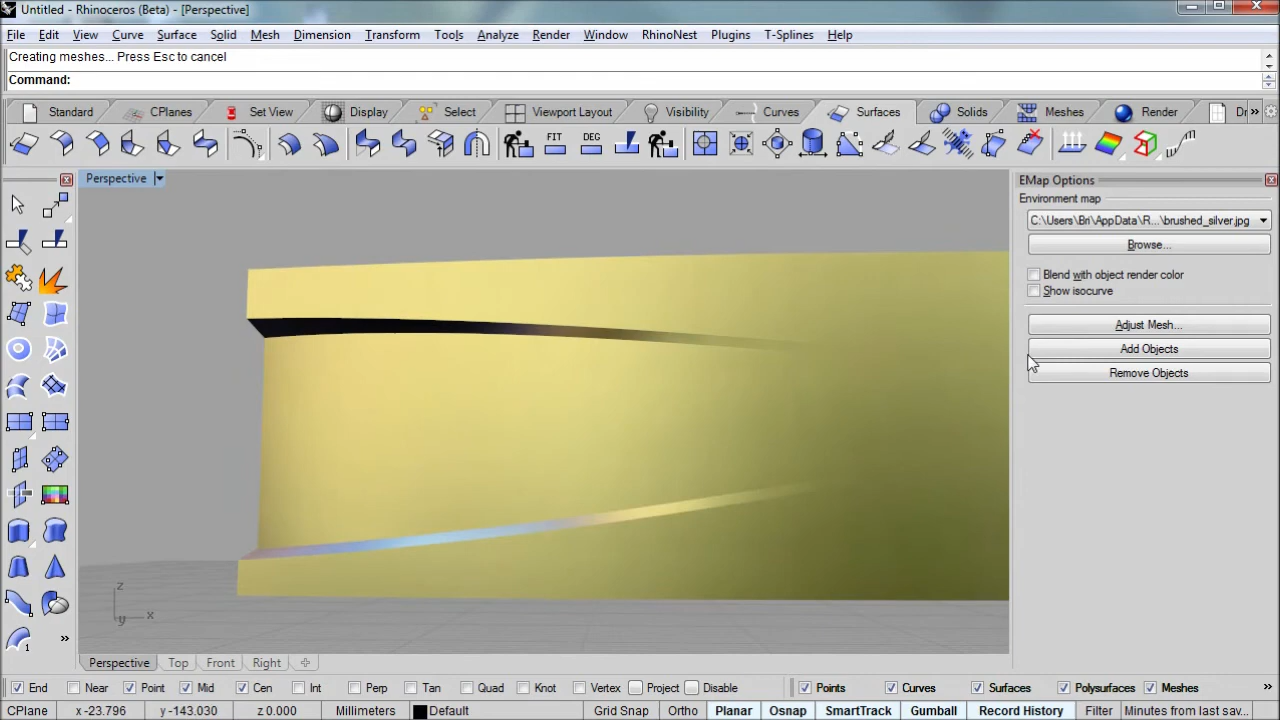 Untitled - Rhinoceros (Beta) - [Perspective]
File Edit View Curve Surface Solid Mesh Dimension Transform Tools Analyze Render Window RhinoNest Plugins T-Splines Help
Creating meshes... Press Esc to cancel
Command:
Standard CPlanes Set View Display Select Viewport Layout Visibility Curves Surfaces Solids Meshes Render Dr »
FIT DEG
Perspective
EMap Options
Environment map
C:\Users\Bri\AppData\R...\brushed_silver.jpg
Browse...
Blend with object render color
Show isocurve
Adjust Mesh...
Add Objects
Remove Objects
z
x
y
1 »
Perspective Top Front Right
End Near Point Mid Cen Int Perp Tan Quad Knot Vertex Project Disable Points Curves Surfaces Polysurfaces Meshes »
CPlane x -23.796 y -143.030 z 0.000 Millimeters Default Grid Snap Ortho Planar Osnap SmartTrack Gumball Record History Filter Minutes from last sav...